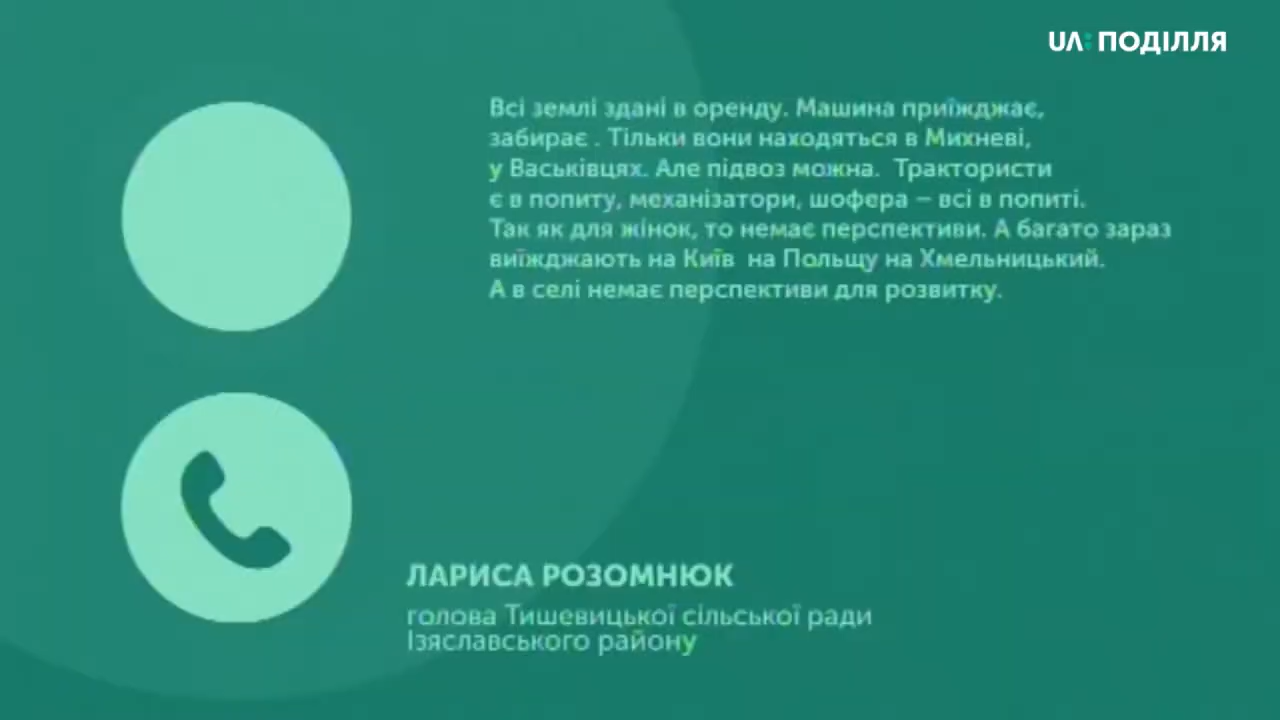 UA: ПОДІЛЛЯ
Всі землі здані в оренду. Машина приїжджає,
забирає . Тільки вони находяться в Михневі,
у Васьківцях. Але підвоз можна.  Трактористи
є в попиту, механізатори, шофера – всі в попиті.
Так як для жінок, то немає перспективи. А багато зараз
виїжджають на Київ  на Польщу на Хмельницький.
А в селі немає перспективи для розвитку.
ЛАРИСА РОЗОМНЮК
голова Тишевицької сільської ради
Ізяславського району